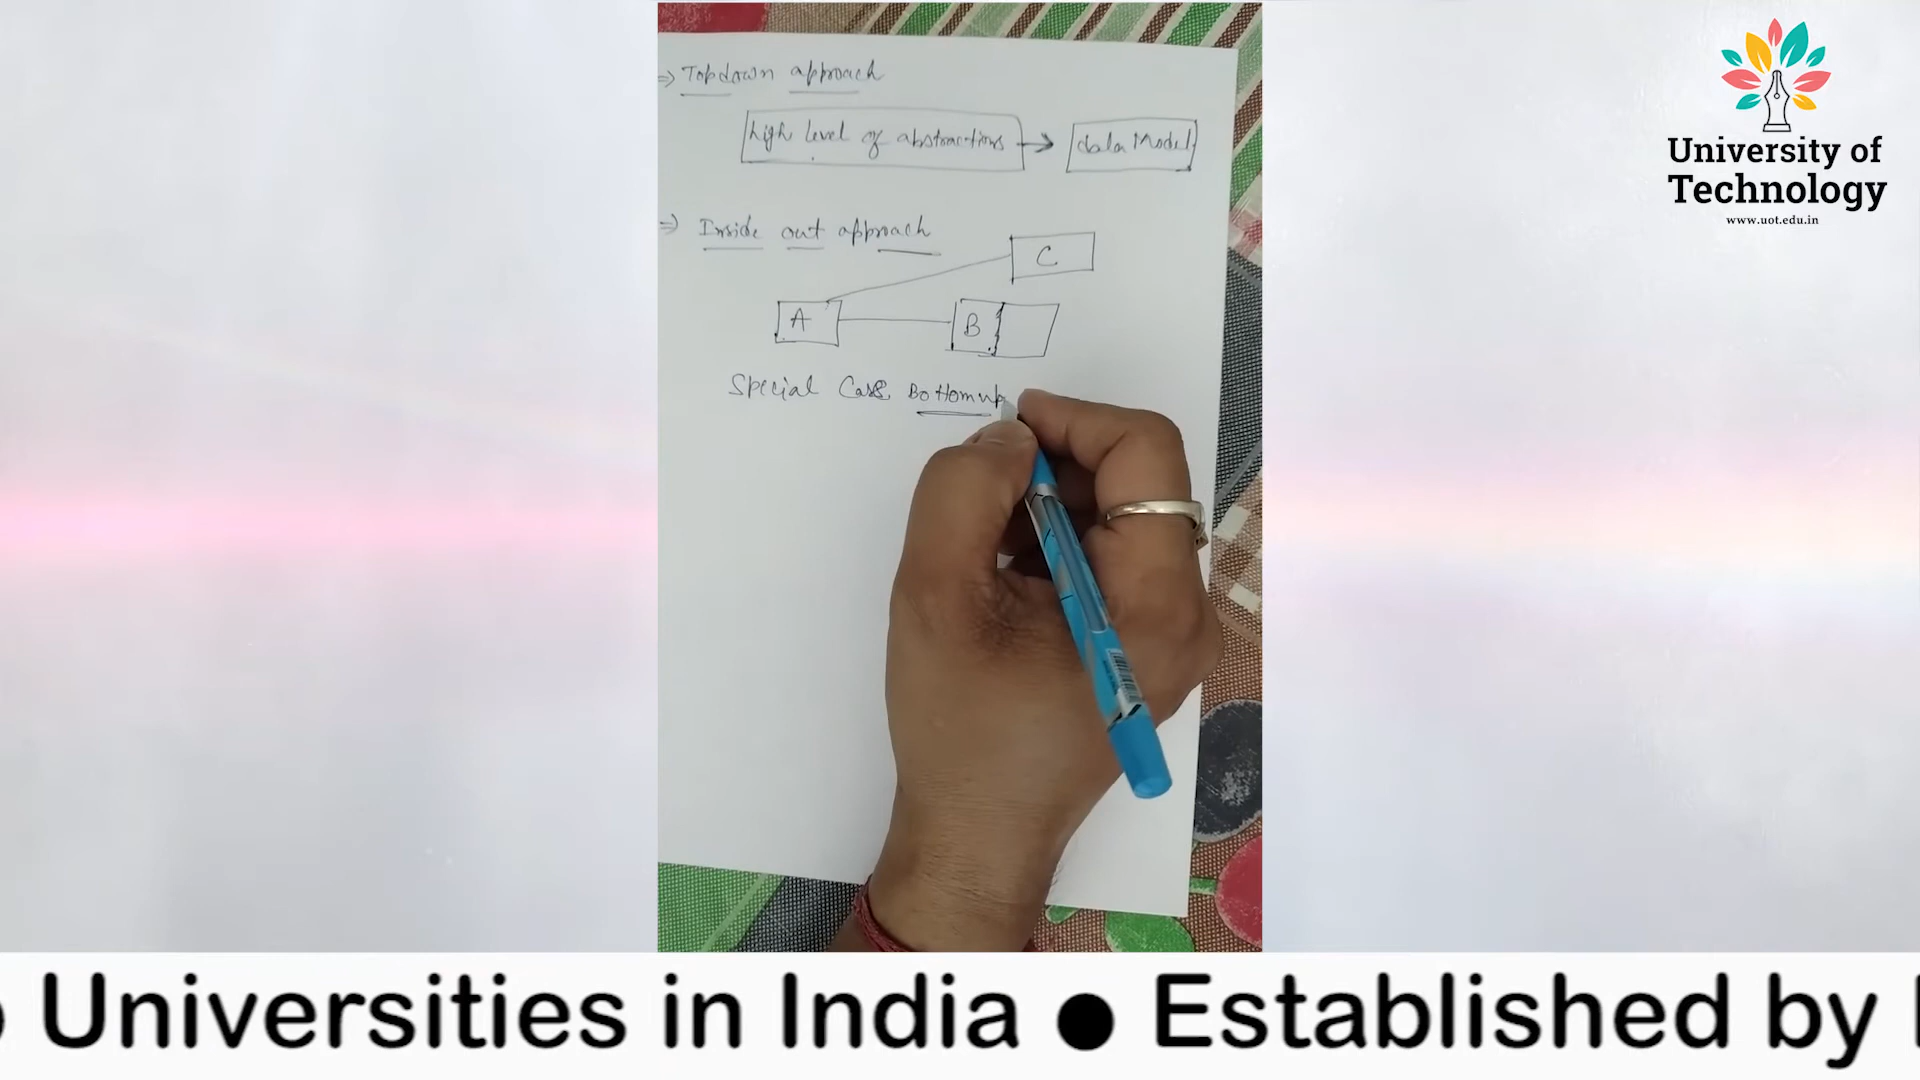 ⇒ Topdown approach
high level of abstractions → data Model
⇒ Inside out approach
C
A
B
Special Case Bottomup
University of
Technology
www.uot.edu.in
Universities in India ● Established by